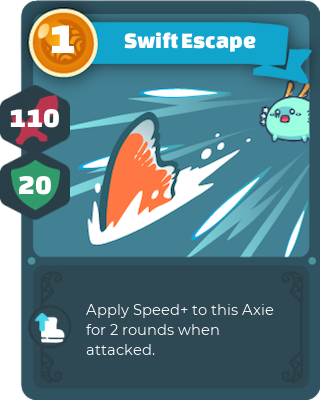 1
Swift Escape
110
20
Apply Speed+ to this Axie
for 2 rounds when
attacked.